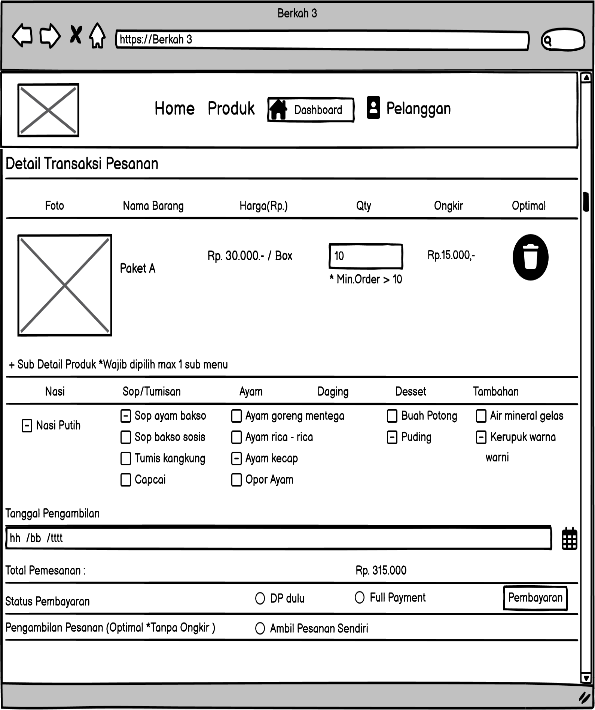 Berkah 3
https://Berkah 3
Home Produk Dashboard Pelanggan
Detail Transaksi Pesanan
Foto Nama Barang Harga(Rp.) Qty Ongkir Optimal
Paket A Rp. 30.000.- / Box 10 Rp.15.000,-
* Min.Order > 10
+ Sub Detail Produk *Wajib dipilih max 1 sub menu
Nasi Sop/Tumisan Ayam Daging Desset Tambahan
Nasi Putih Sop ayam bakso Ayam goreng mentega Buah Potong Air mineral gelas
Sop bakso sosis Ayam rica - rica Puding Kerupuk warna
warni
Tumis kangkung Ayam kecap
Capcai Opor Ayam
Tanggal Pengambilan
hh /bb /tttt
Total Pemesanan : Rp. 315.000
Status Pembayaran DP dulu Full Payment Pembayaran
Pengambilan Pesanan (Optimal *Tanpa Ongkir ) Ambil Pesanan Sendiri